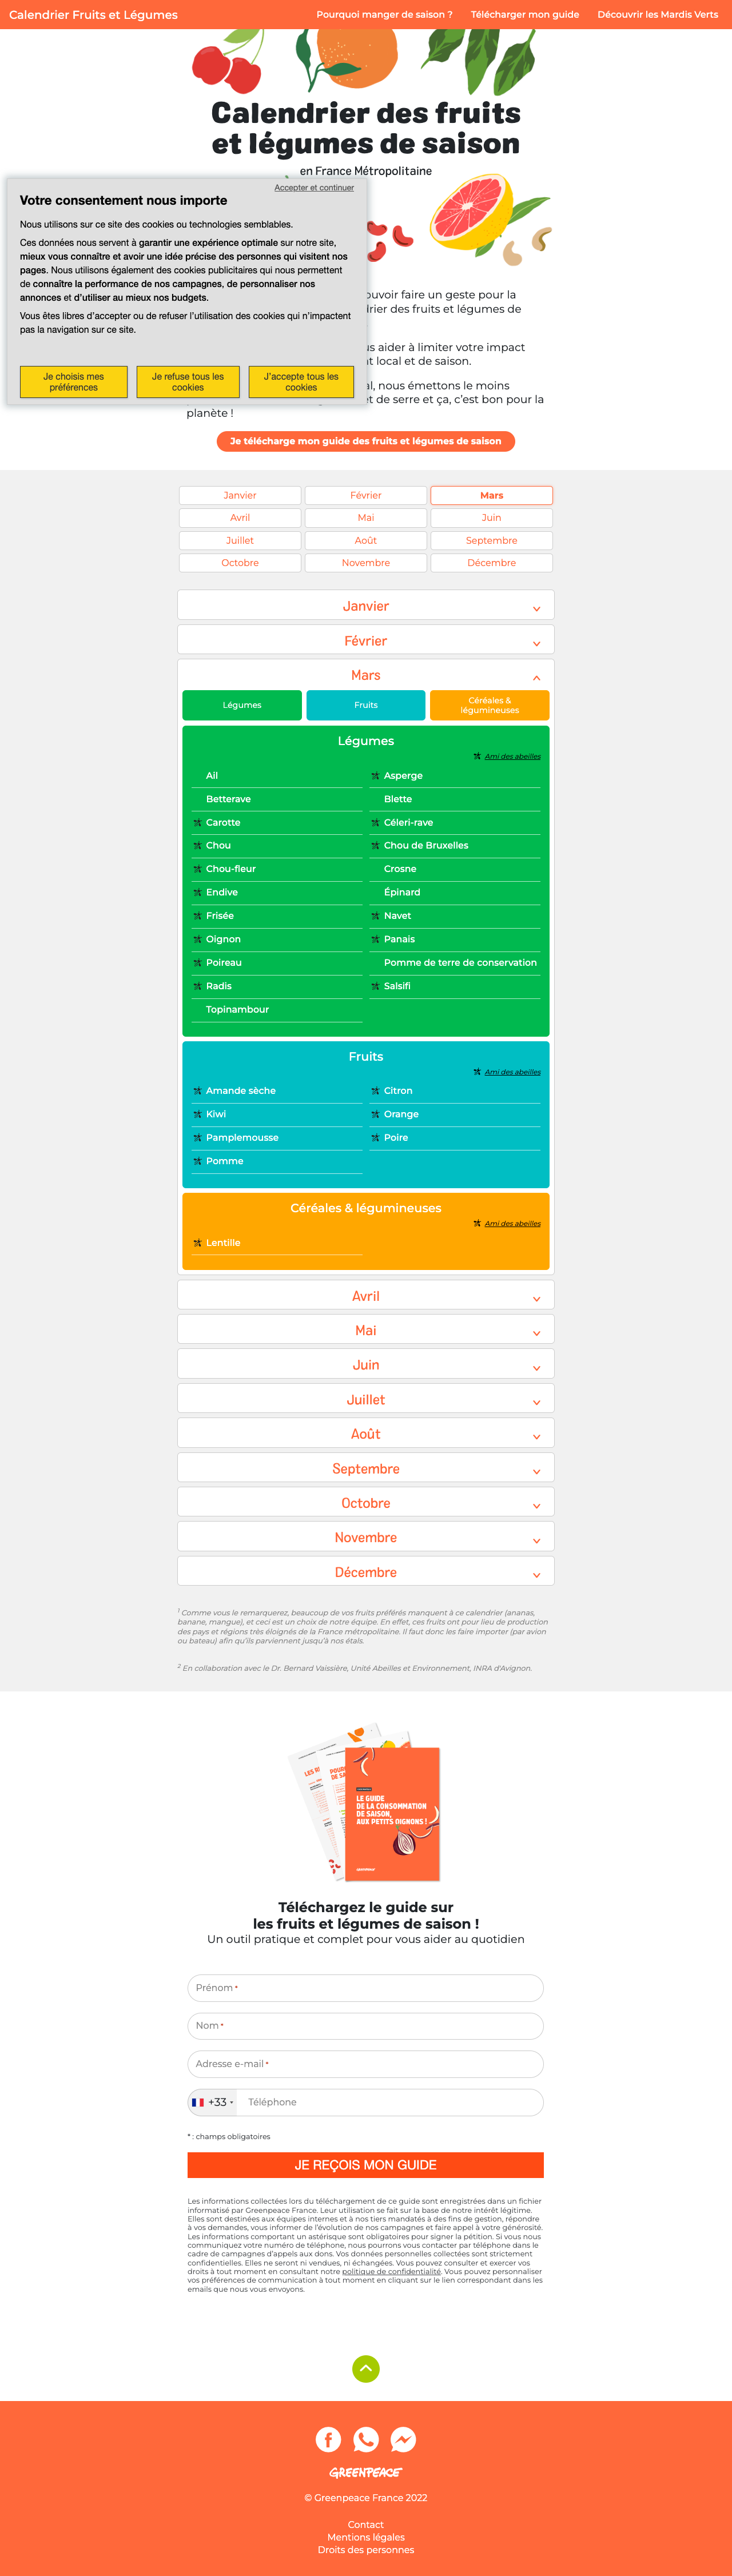 Calendrier Fruits et Légumes
Pourquoi manger de saison ?
Télécharger mon guide
Découvrir les Mardis Verts
Calendrier des fruits
et légumes de saison
en France Métropolitaine
Accepter et continuer
Votre consentement nous importe
Nous utilisons sur ce site des cookies ou technologies semblables.
Ces données nous servent à garantir une expérience optimale sur notre site,
mieux vous connaître et avoir une idée précise des personnes qui visitent nos
pages. Nous utilisons également des cookies publicitaires qui nous permettent
de connaître la performance de nos campagnes, de personnaliser nos
annonces et d'utiliser au mieux nos budgets.
Vous êtes libres d'accepter ou de refuser l'utilisation des cookies qui n'impactent
pas la navigation sur ce site.
Je choisis mes
préférences
Je refuse tous les
cookies
J'accepte tous les
cookies
ouvoir faire un geste pour la
drier des fruits et légumes de
us aider à limiter votre impact
nt local et de saison.
al, nous émettons le moins
et de serre et ça, c'est bon pour la
planète !
Je télécharge mon guide des fruits et légumes de saison
Janvier
Février
Mars
Avril
Mai
Juin
Juillet
Août
Septembre
Octobre
Novembre
Décembre
Janvier
Février
Mars
Légumes
Fruits
Céréales &
légumineuses
Légumes
Ami des abeilles
Ail
Asperge
Betterave
Blette
Carotte
Céleri-rave
Chou
Chou de Bruxelles
Chou-fleur
Crosne
Endive
Épinard
Frisée
Navet
Oignon
Panais
Poireau
Pomme de terre de conservation
Radis
Salsifi
Topinambour
Fruits
Ami des abeilles
Amande sèche
Citron
Kiwi
Orange
Pamplemousse
Poire
Pomme
Céréales & légumineuses
Ami des abeilles
Lentille
Avril
Mai
Juin
Juillet
Août
Septembre
Octobre
Novembre
Décembre
1 Comme vous le remarquerez, beaucoup de vos fruits préférés manquent à ce calendrier (ananas,
banane, mangue), et ceci est un choix de notre équipe. En effet, ces fruits ont pour lieu de production
des pays et régions très éloignés de la France métropolitaine. Il faut donc les faire importer (par avion
ou bateau) afin qu'ils parviennent jusqu'à nos étals.
2 En collaboration avec le Dr. Bernard Vaissière, Unité Abeilles et Environnement, INRA d'Avignon.
LE GUIDE
DE LA CONSOMMATION
DE SAISON,
AUX PETITS OIGNONS !
GREENPEACE
Téléchargez le guide sur
les fruits et légumes de saison !
Un outil pratique et complet pour vous aider au quotidien
Prénom *
Nom *
Adresse e-mail *
+33
Téléphone
* : champs obligatoires
JE REÇOIS MON GUIDE
Les informations collectées lors du téléchargement de ce guide sont enregistrées dans un fichier
informatisé par Greenpeace France. Leur utilisation se fait sur la base de notre intérêt légitime.
Elles sont destinées aux équipes internes et à nos tiers mandatés à des fins de gestion, répondre
à vos demandes, vous informer de l'évolution de nos campagnes et faire appel à votre générosité.
Les informations comportant un astérisque sont obligatoires pour signer la pétition. Si vous nous
communiquez votre numéro de téléphone, nous pourrons vous contacter par téléphone dans le
cadre de campagnes d'appels aux dons. Vos données personnelles collectées sont strictement
confidentielles. Elles ne seront ni vendues, ni échangées. Vous pouvez consulter et exercer vos
droits à tout moment en consultant notre politique de confidentialité. Vous pouvez personnaliser
vos préférences de communication à tout moment en cliquant sur le lien correspondant dans les
emails que nous vous envoyons.
GREENPEACE
© Greenpeace France 2022
Contact
Mentions légales
Droits des personnes